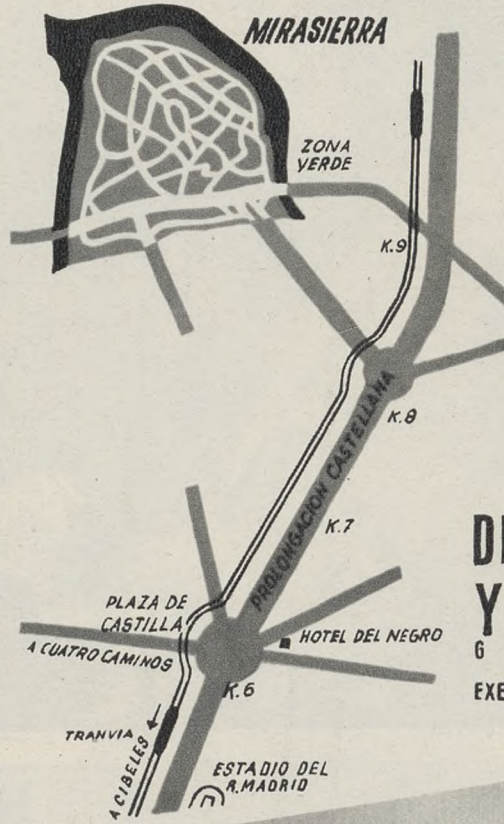 MIRASIERRA
ZONA
VERDE
K.9
K.8
PROLONGACION CASTELLANA
K.7
PLAZA DE
CASTILLA
A CUATRO CAMINOS
HOTEL DEL NEGRO
K.6
TRANVIA
A CIBELES
ESTADIO DEL
R.MADRID
Y
G
EXE